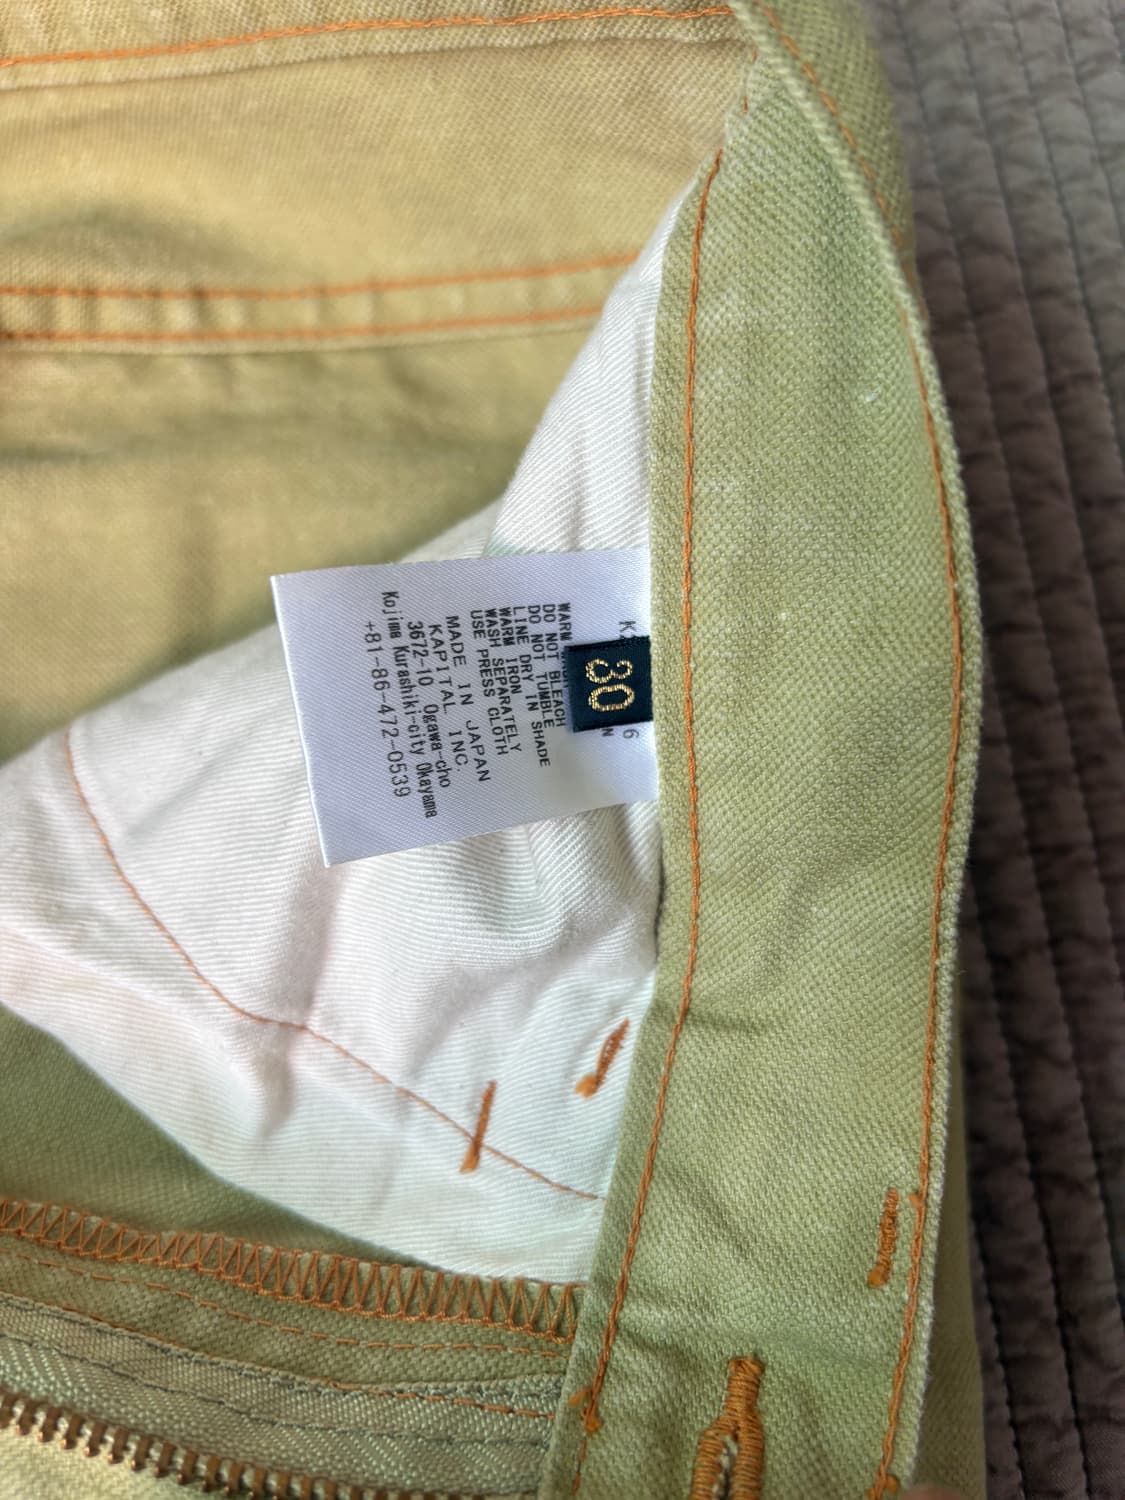 30
WARM
DO NOT BLEACH
DO NOT TUMBLE
LINE DRY IN SHADE
WARM IRON
WASH SEPARATELY
USE PRESS CLOTH
MADE IN JAPAN
KAPITAL INC
3672-10 Ogawa-cho
Kojima Kurashiki-city Okayama
+81-86-472-0539